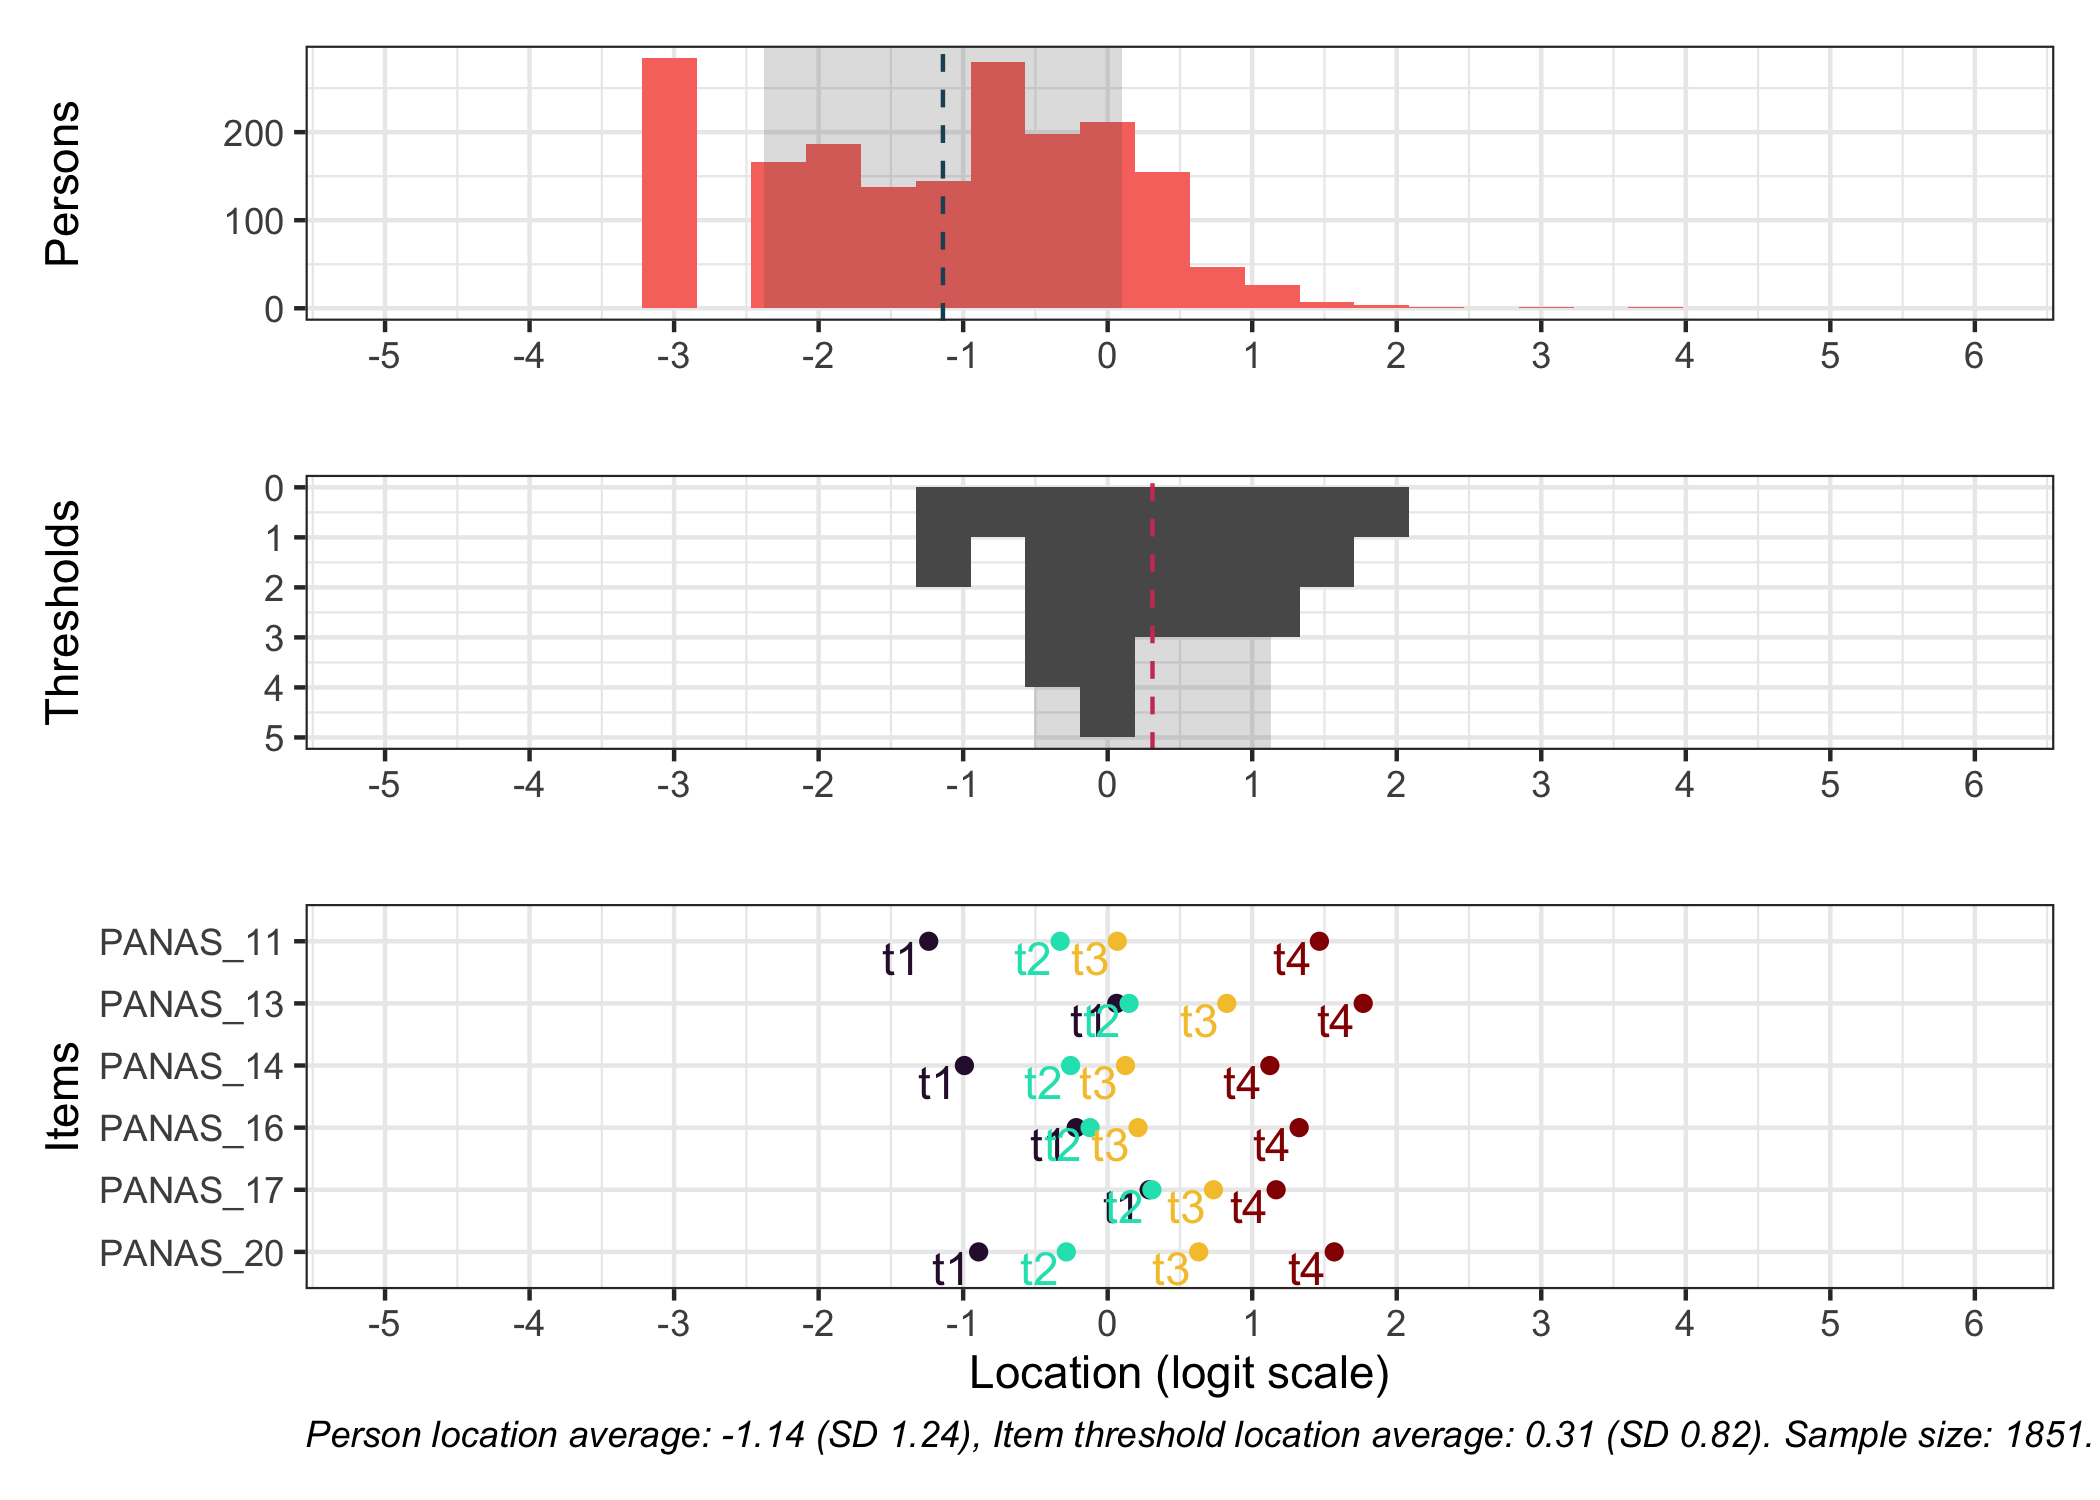 Persons
200
100
0
-5 -4 -3 -2 -1 0 1 2 3 4 5 6
Thresholds
0
1
2
3
4
5
-5 -4 -3 -2 -1 0 1 2 3 4 5 6
Items
PANAS_11 t1 t2 t3 t4
PANAS_13 t1 t2 t3 t4
PANAS_14 t1 t2 t3 t4
PANAS_16 t1 t2 t3 t4
PANAS_17 t1 t2 t3 t4
PANAS_20 t1 t2 t3 t4
-5 -4 -3 -2 -1 0 1 2 3 4 5 6
Location (logit scale)
Person location average: -1.14 (SD 1.24), Item threshold location average: 0.31 (SD 0.82). Sample size: 1851.